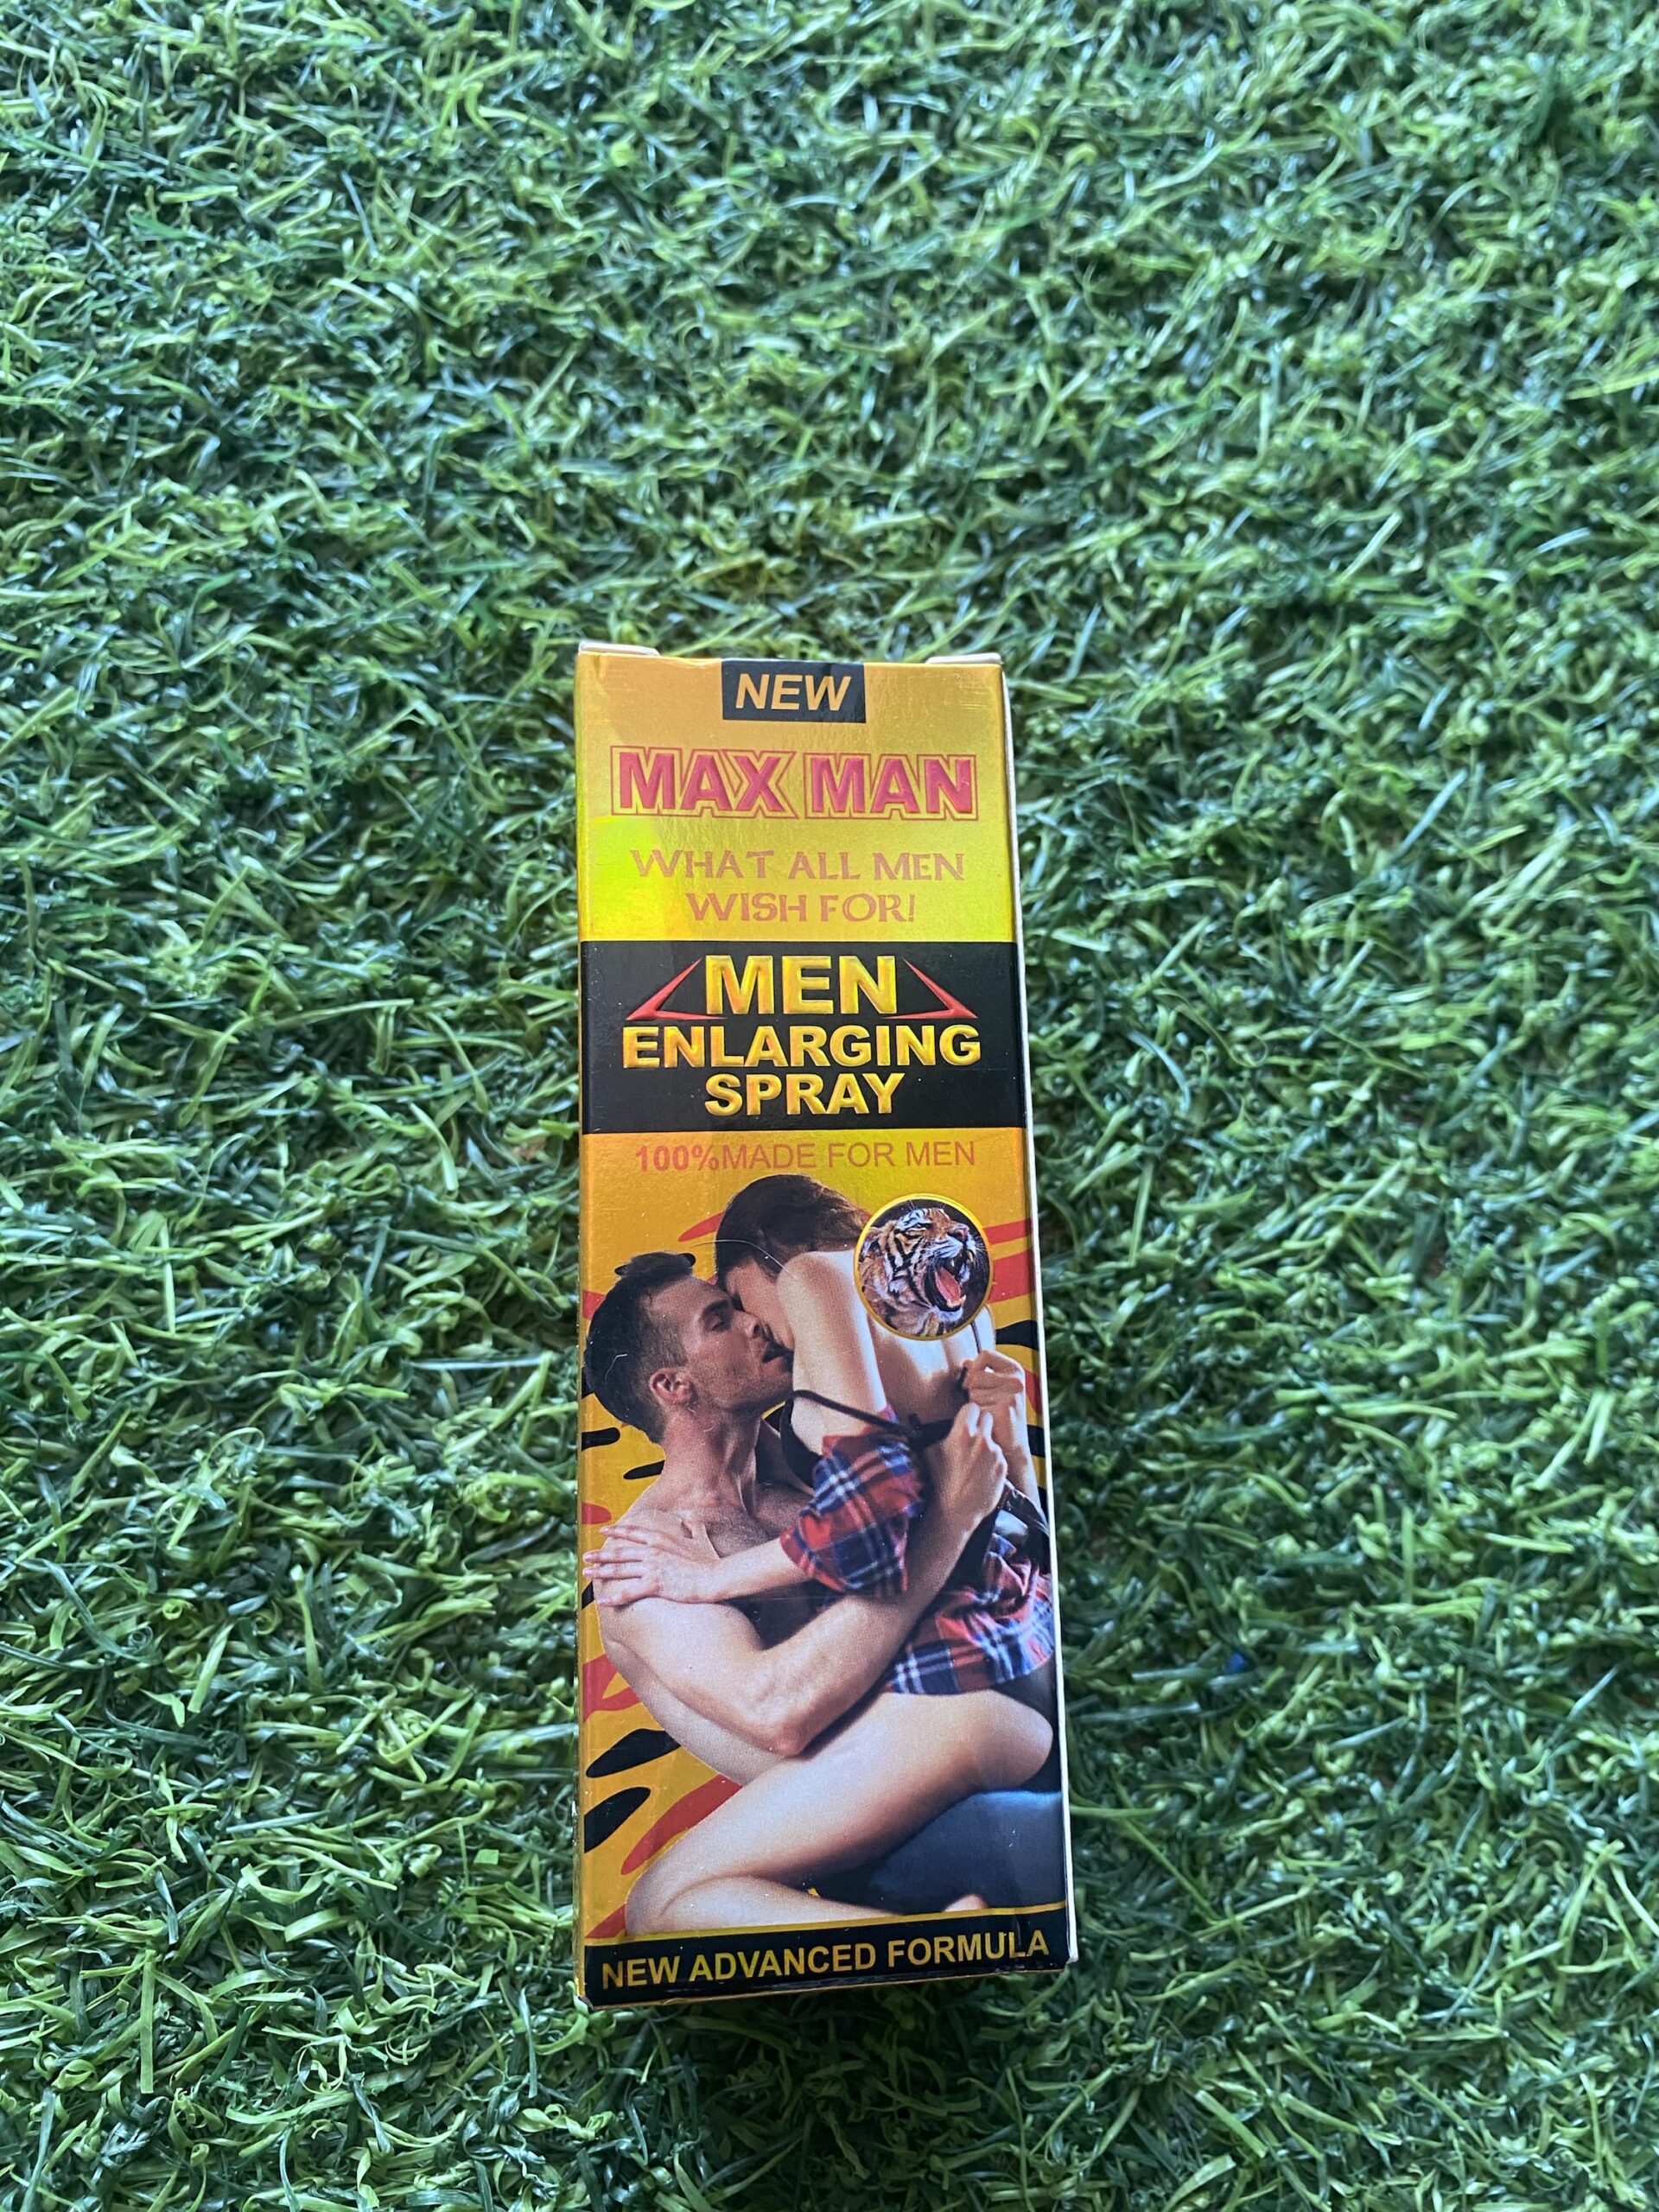 NEW
MAX MAN
WHAT ALL MEN
WISH FOR!
MEN
ENLARGING
SPRAY
100%MADE FOR MEN
NEW ADVANCED FORMULA